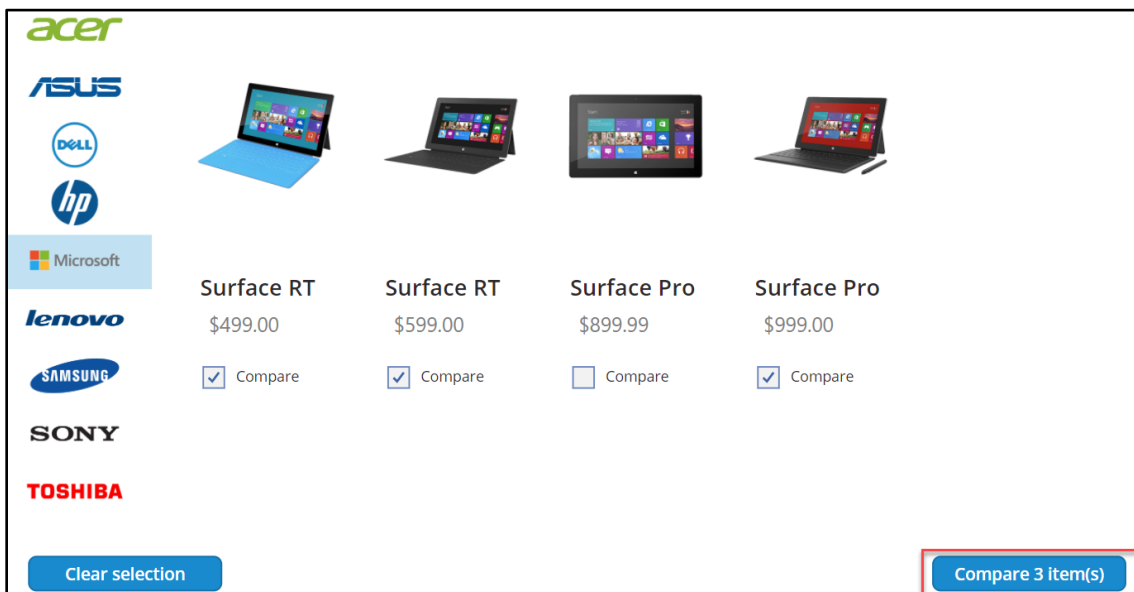 acer
ASUS
DELL
hp
Microsoft
lenovo
SAMSUNG
SONY
TOSHIBA
Surface RT Surface RT Surface Pro Surface Pro
$499.00 $599.00 $899.99 $999.00
Compare Compare Compare Compare
Clear selection Compare 3 item(s)